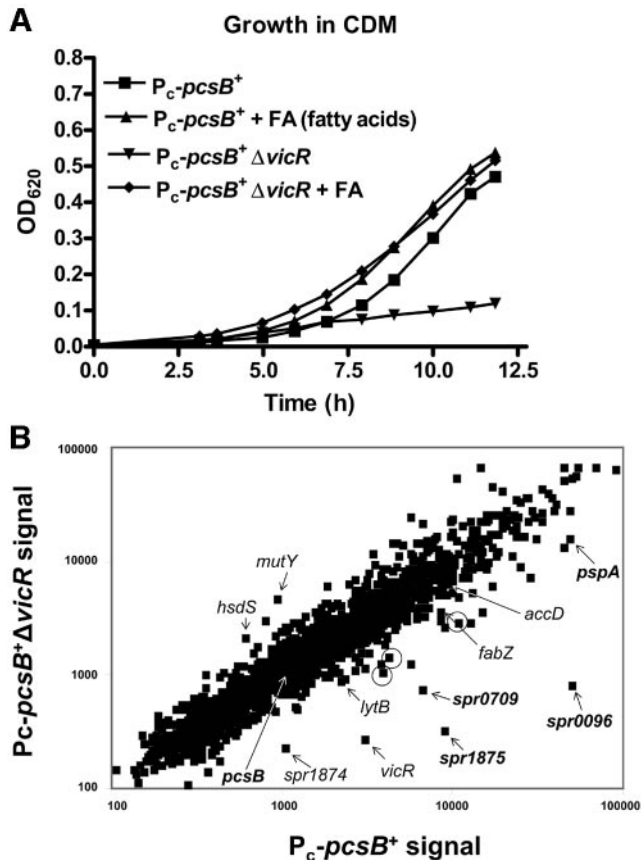 A
Growth in CDM
0.8
0.7
0.6
0.5
0.4
0.3
0.2
0.1
0.0
OD620
Pc-pcsB+
Pc-pcsB+ + FA (fatty acids)
Pc-pcsB+ ΔvicR
Pc-pcsB+ ΔvicR + FA
0.0 2.5 5.0 7.5 10.0 12.5
Time (h)
B
100000
10000
1000
100
Pc-pcsB+ΔvicR signal
mutY
hsdS
pspA
accD
fabZ
lytB
spr0709
spr0096
pcsB
spr1874
vicR
spr1875
100 1000 10000 100000
Pc-pcsB+ signal